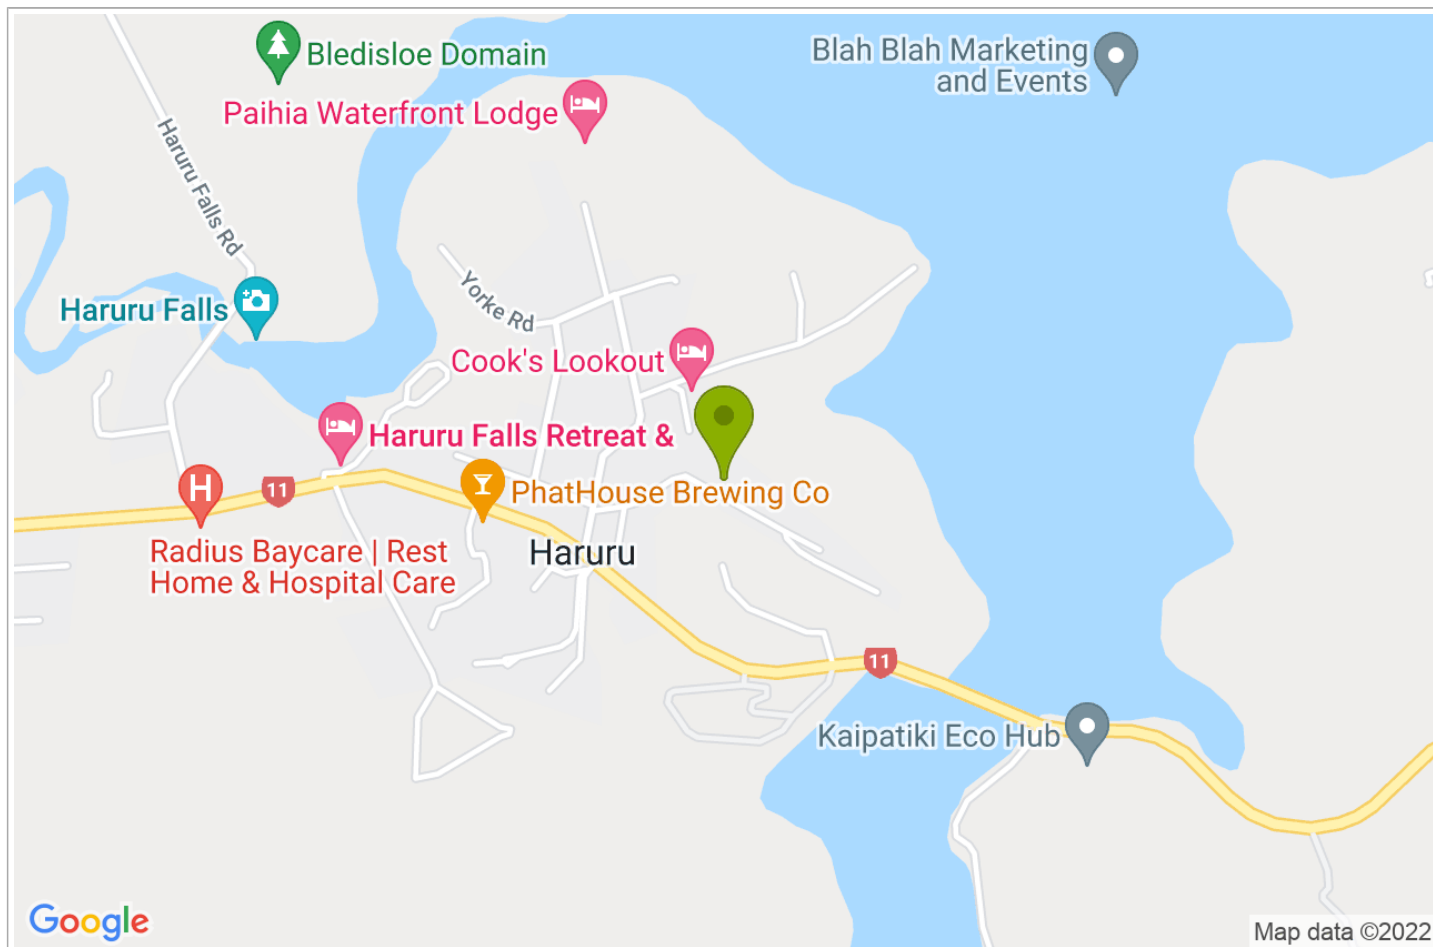 Bledisloe Domain
Blah Blah Marketing
and Events
Paihia Waterfront Lodge
Haruru Falls Rd
Yorke Rd
Haruru Falls
Cook's Lookout
Haruru Falls Retreat &
H
11
PhatHouse Brewing Co
Radius Baycare | Rest
Home & Hospital Care
Haruru
11
Kaipatiki Eco Hub
Google
Map data ©2022